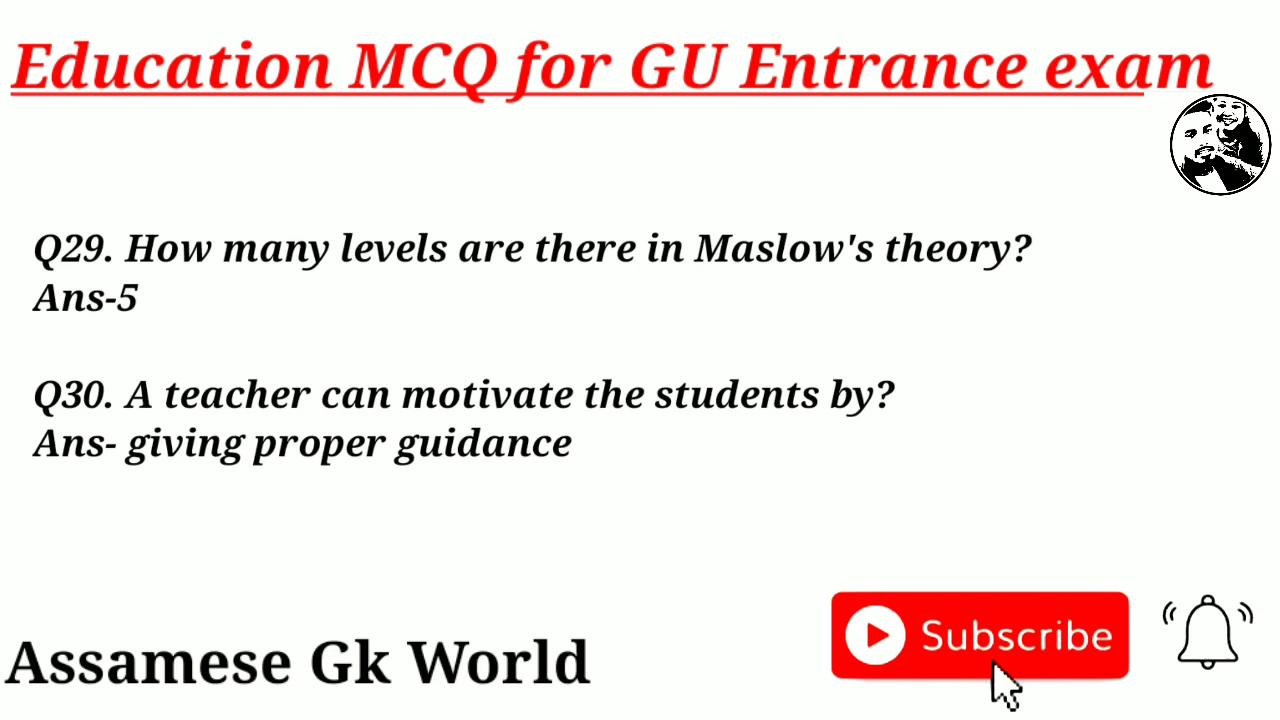 Education MCQ for GU Entrance exam
Q29. How many levels are there in Maslow's theory?
Ans-5
Q30. A teacher can motivate the students by?
Ans- giving proper guidance
Subscribe
Assamese Gk World